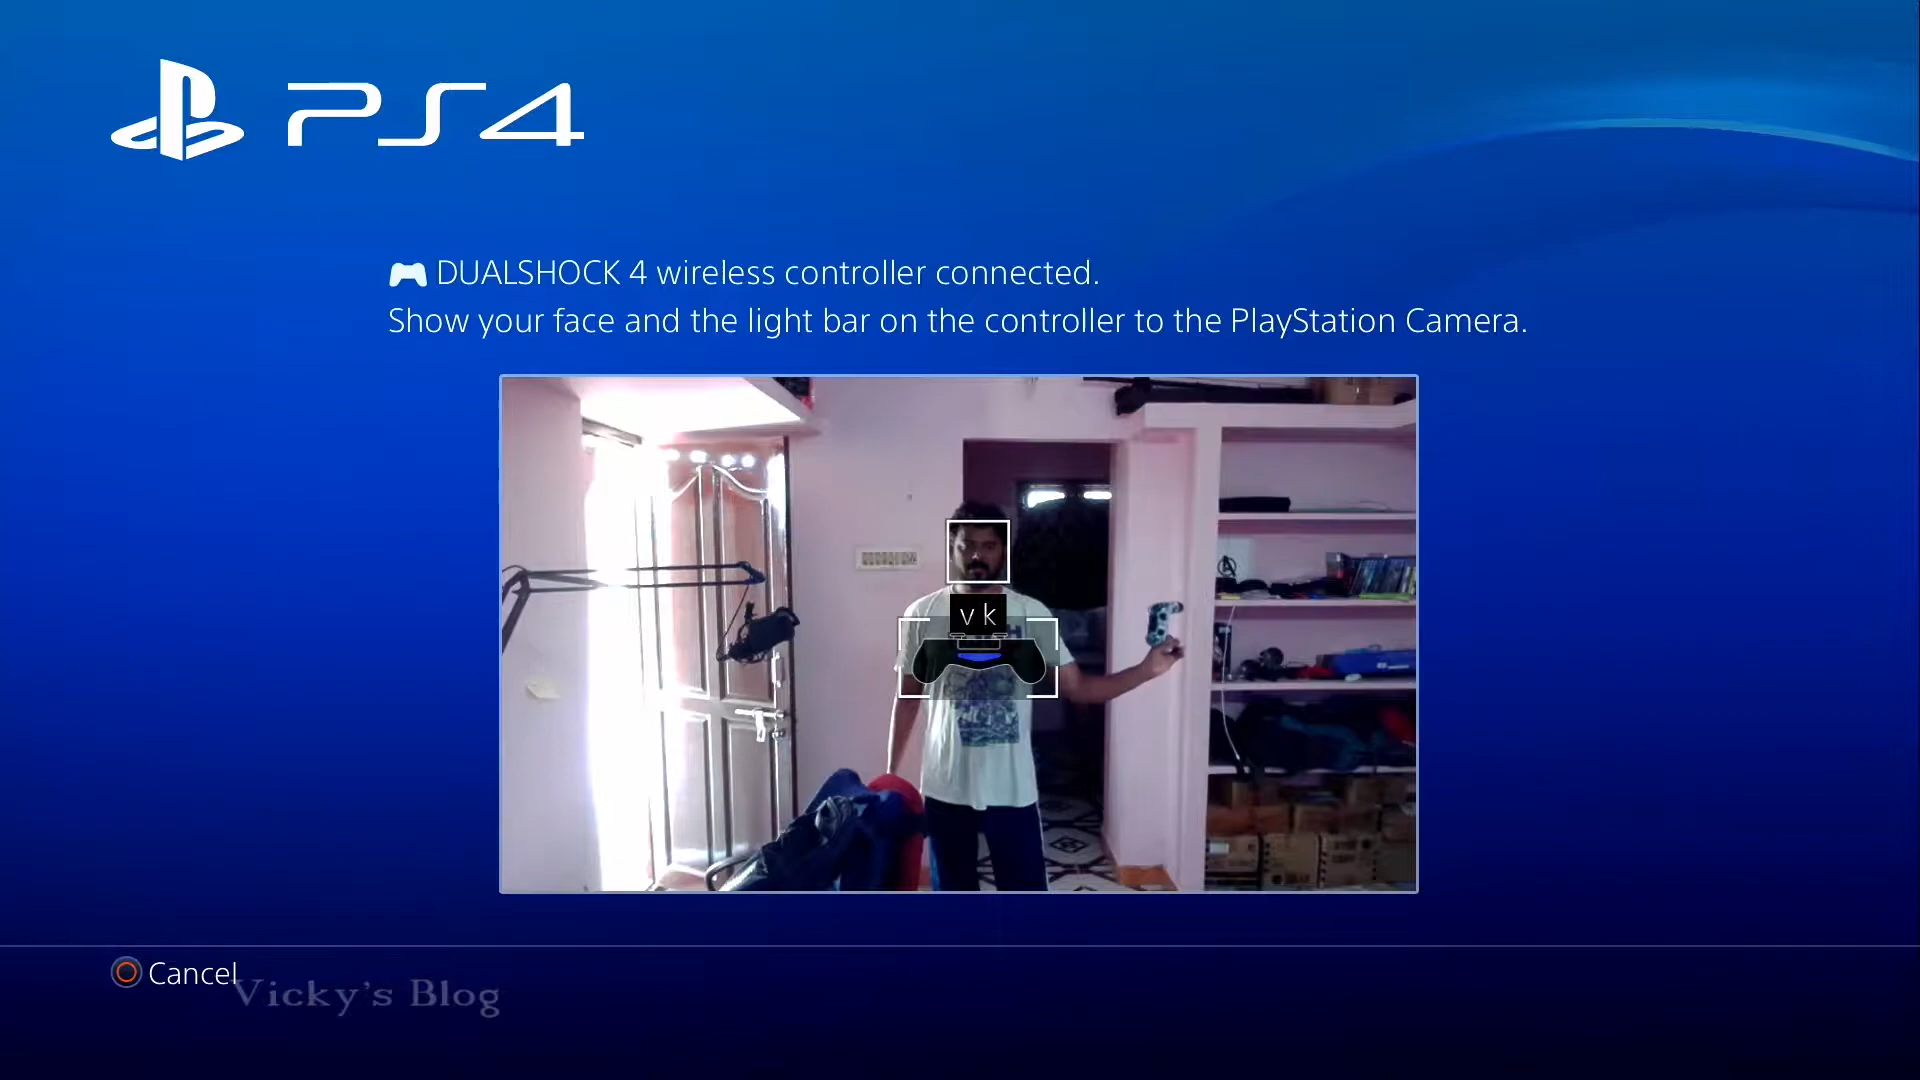 PS4
DUALSHOCK 4 wireless controller connected.
Show your face and the light bar on the controller to the PlayStation Camera.
v k
Cancel
Vicky's Blog